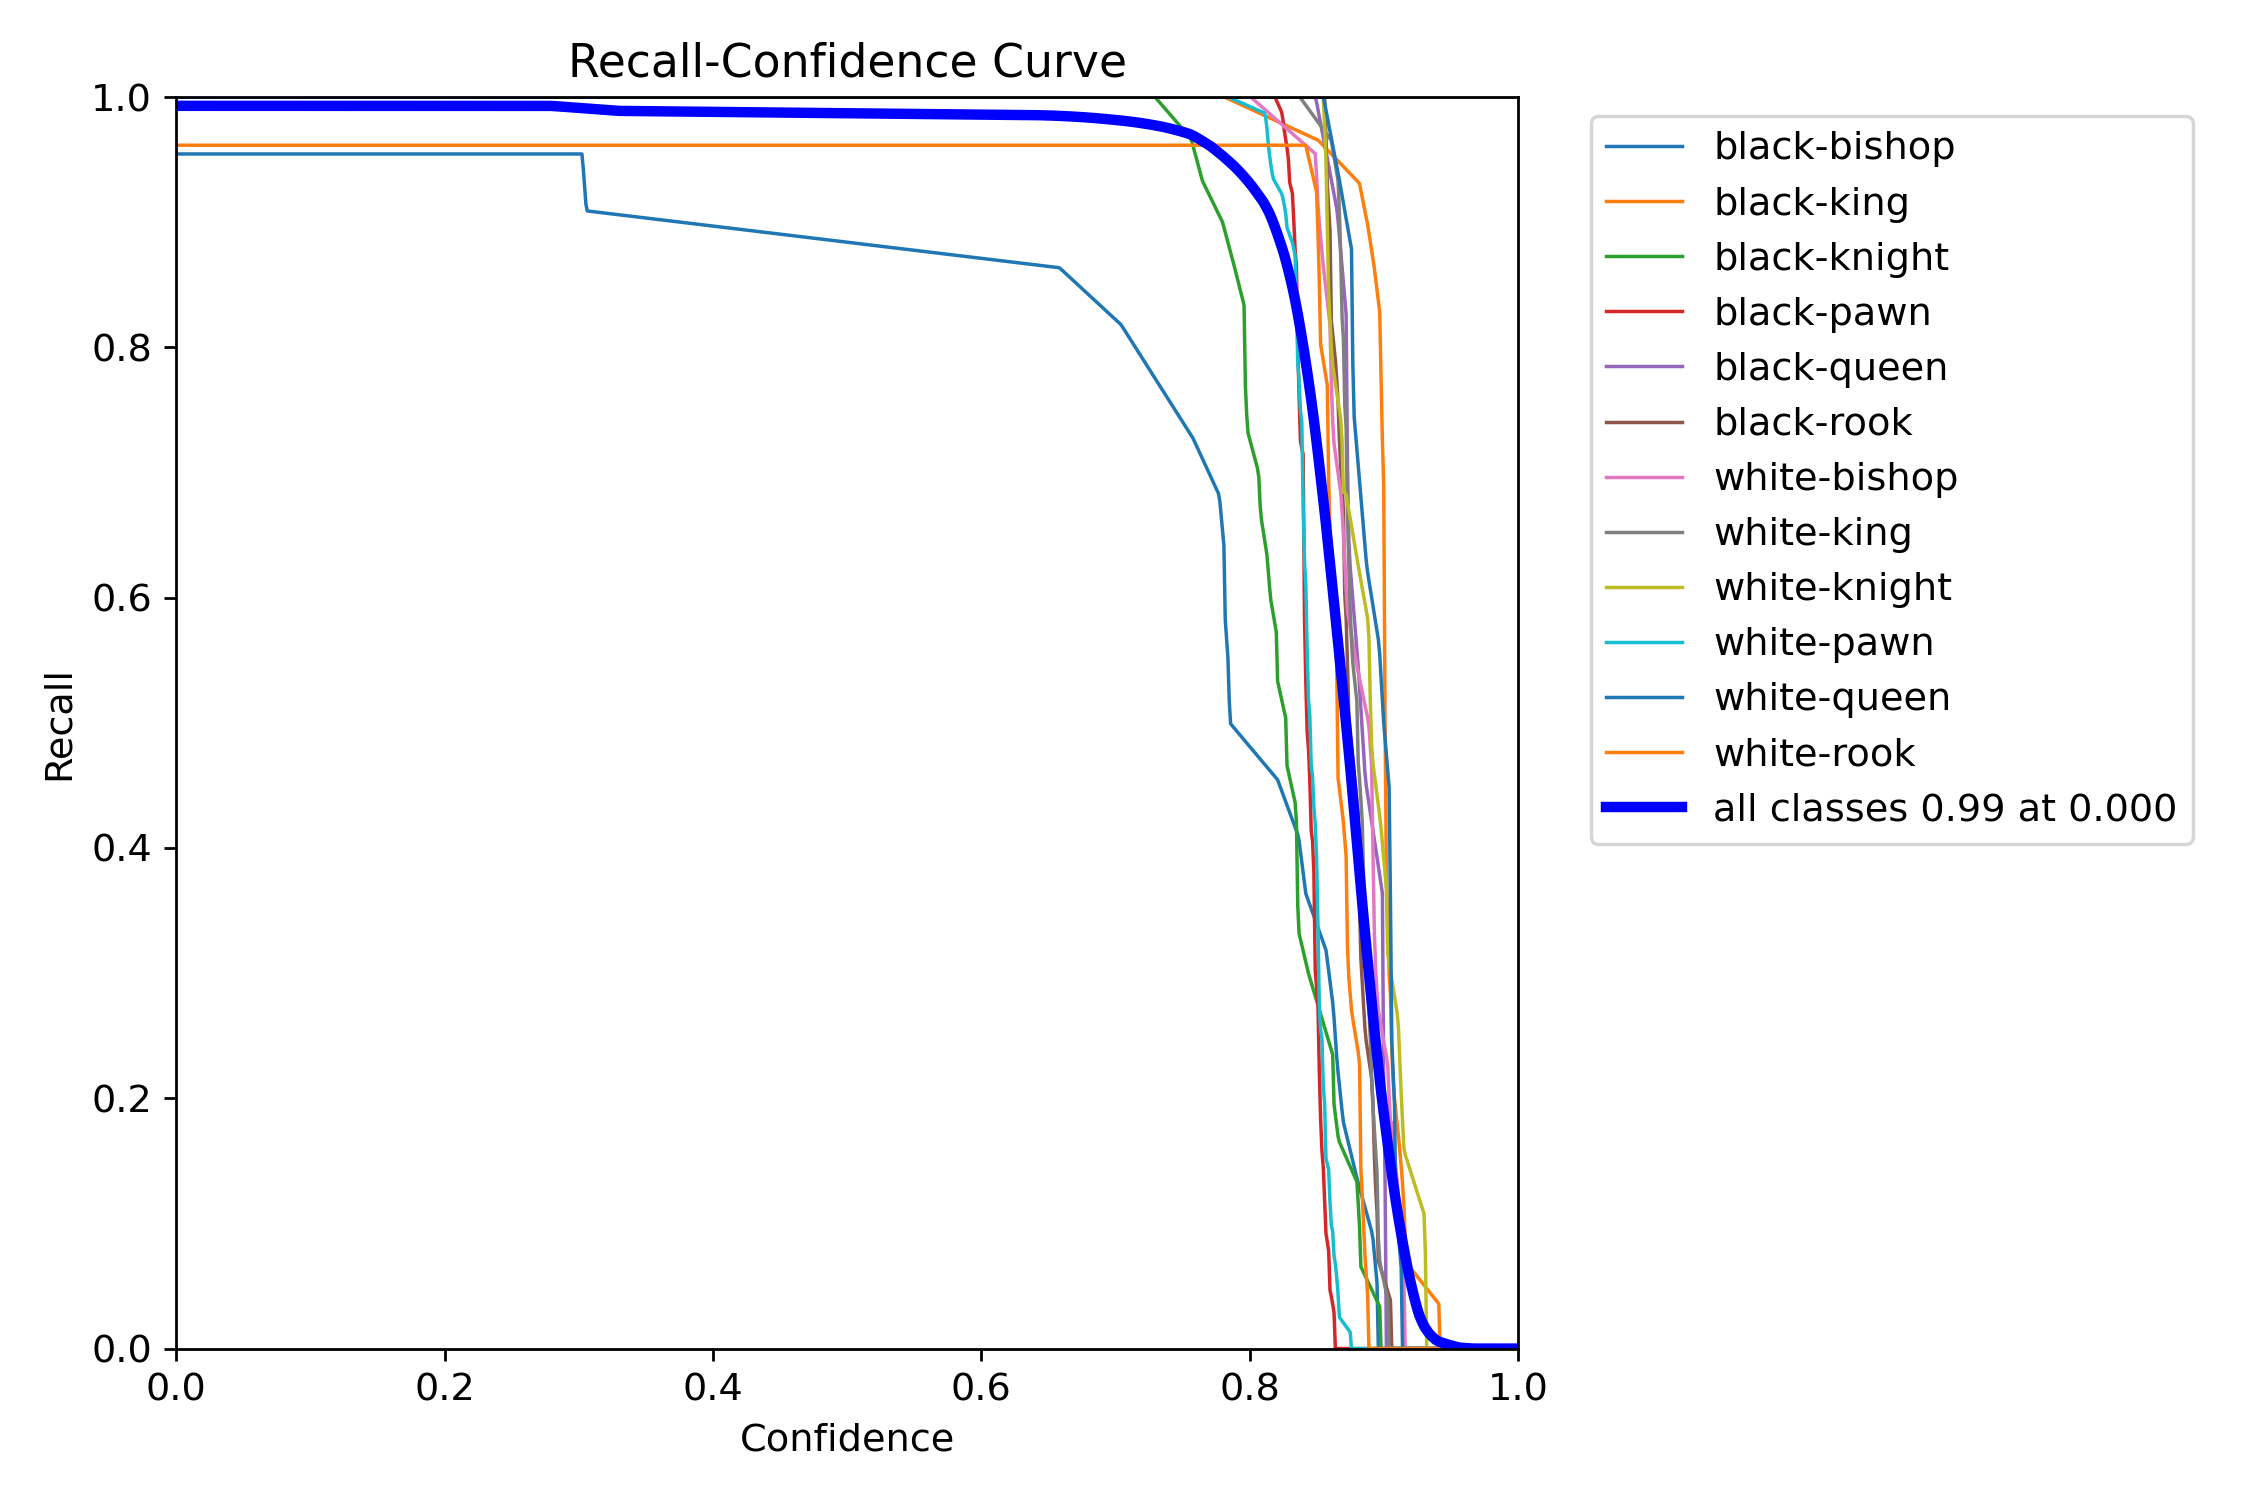 Recall-Confidence Curve
1.0
0.8
0.6
0.4
0.2
0.0
Recall
0.0 0.2 0.4 0.6 0.8 1.0
Confidence
black-bishop
black-king
black-knight
black-pawn
black-queen
black-rook
white-bishop
white-king
white-knight
white-pawn
white-queen
white-rook
all classes 0.99 at 0.000